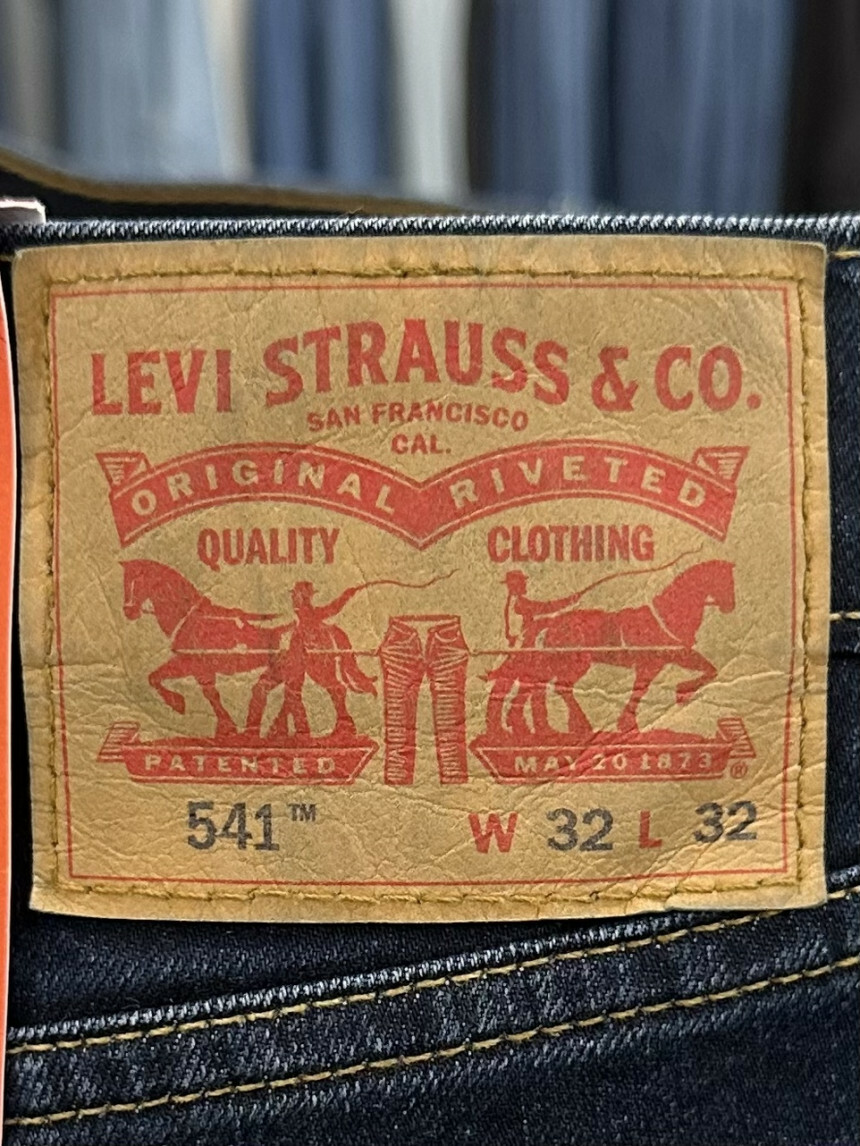 LEVI STRAUSS & CO.
SAN FRANCISCO
CAL.
ORIGINAL RIVETED
QUALITY CLOTHING
PATENTED MAY 20 1873 ®
541™ W 32 L 32